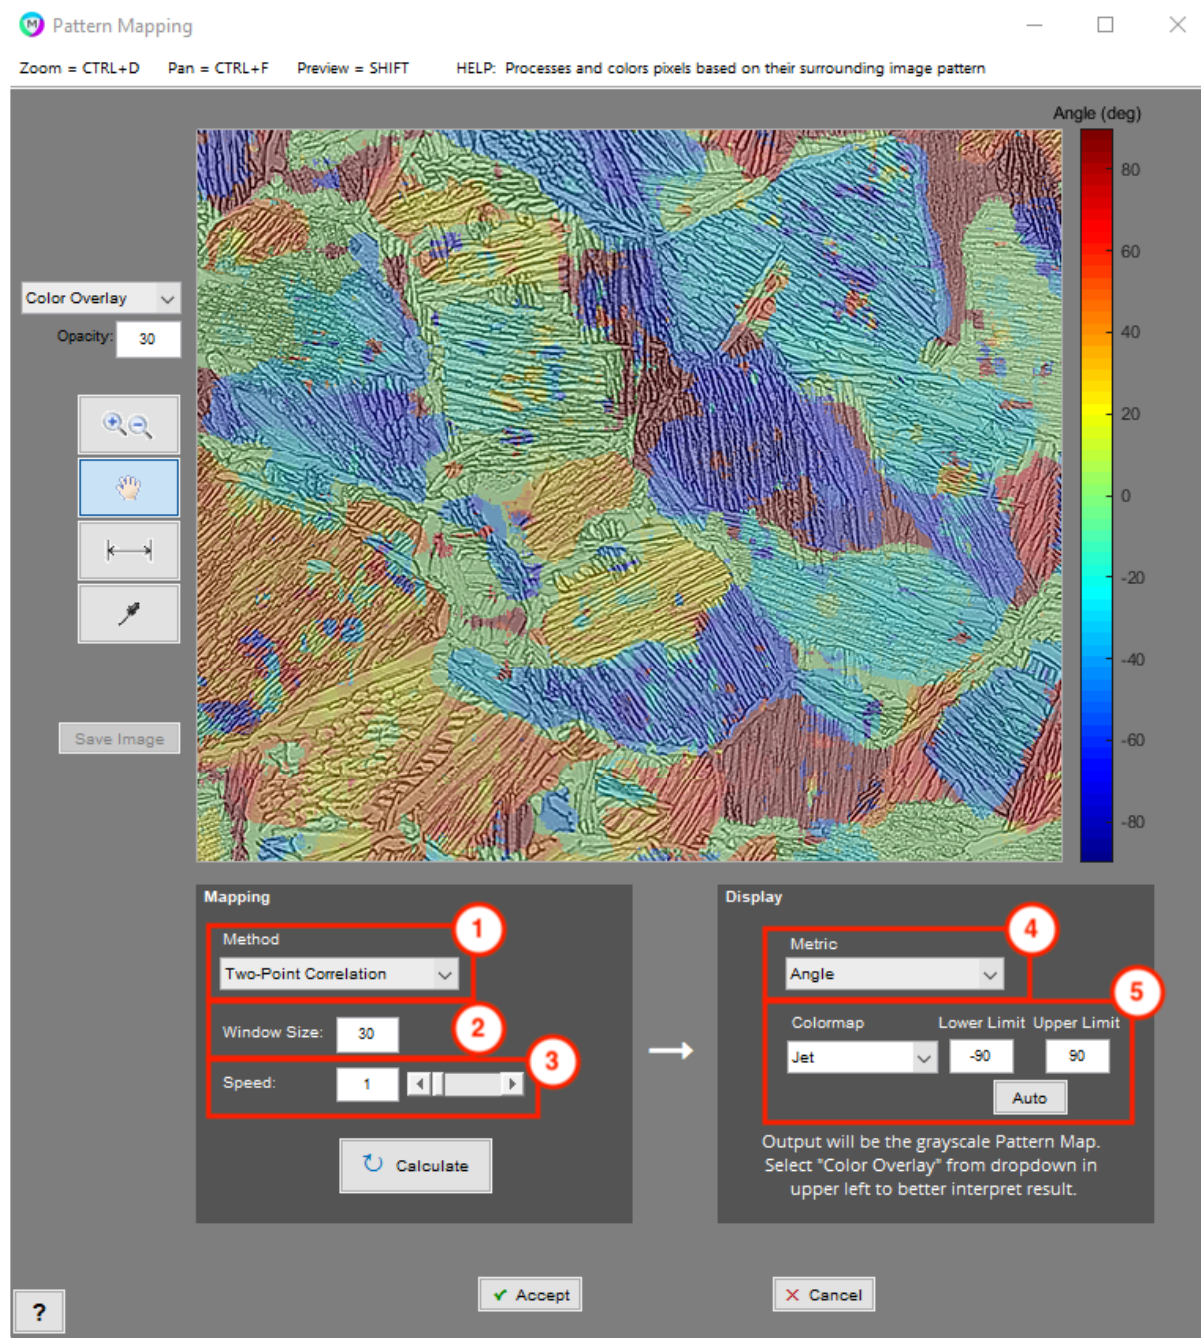 Pattern Mapping
Zoom = CTRL+D Pan = CTRL+F Preview = SHIFT HELP: Processes and colors pixels based on their surrounding image pattern
Angle (deg)
80
60
40
20
0
-20
-40
-60
-80
Color Overlay
Opacity: 30
Save Image
Mapping
1
Method
Two-Point Correlation
2
Window Size: 30
3
Speed: 1
Calculate
Display
4
Metric
Angle
5
Colormap Lower Limit Upper Limit
Jet -90 90
Auto
Output will be the grayscale Pattern Map.
Select "Color Overlay" from dropdown in
upper left to better interpret result.
Accept Cancel
?